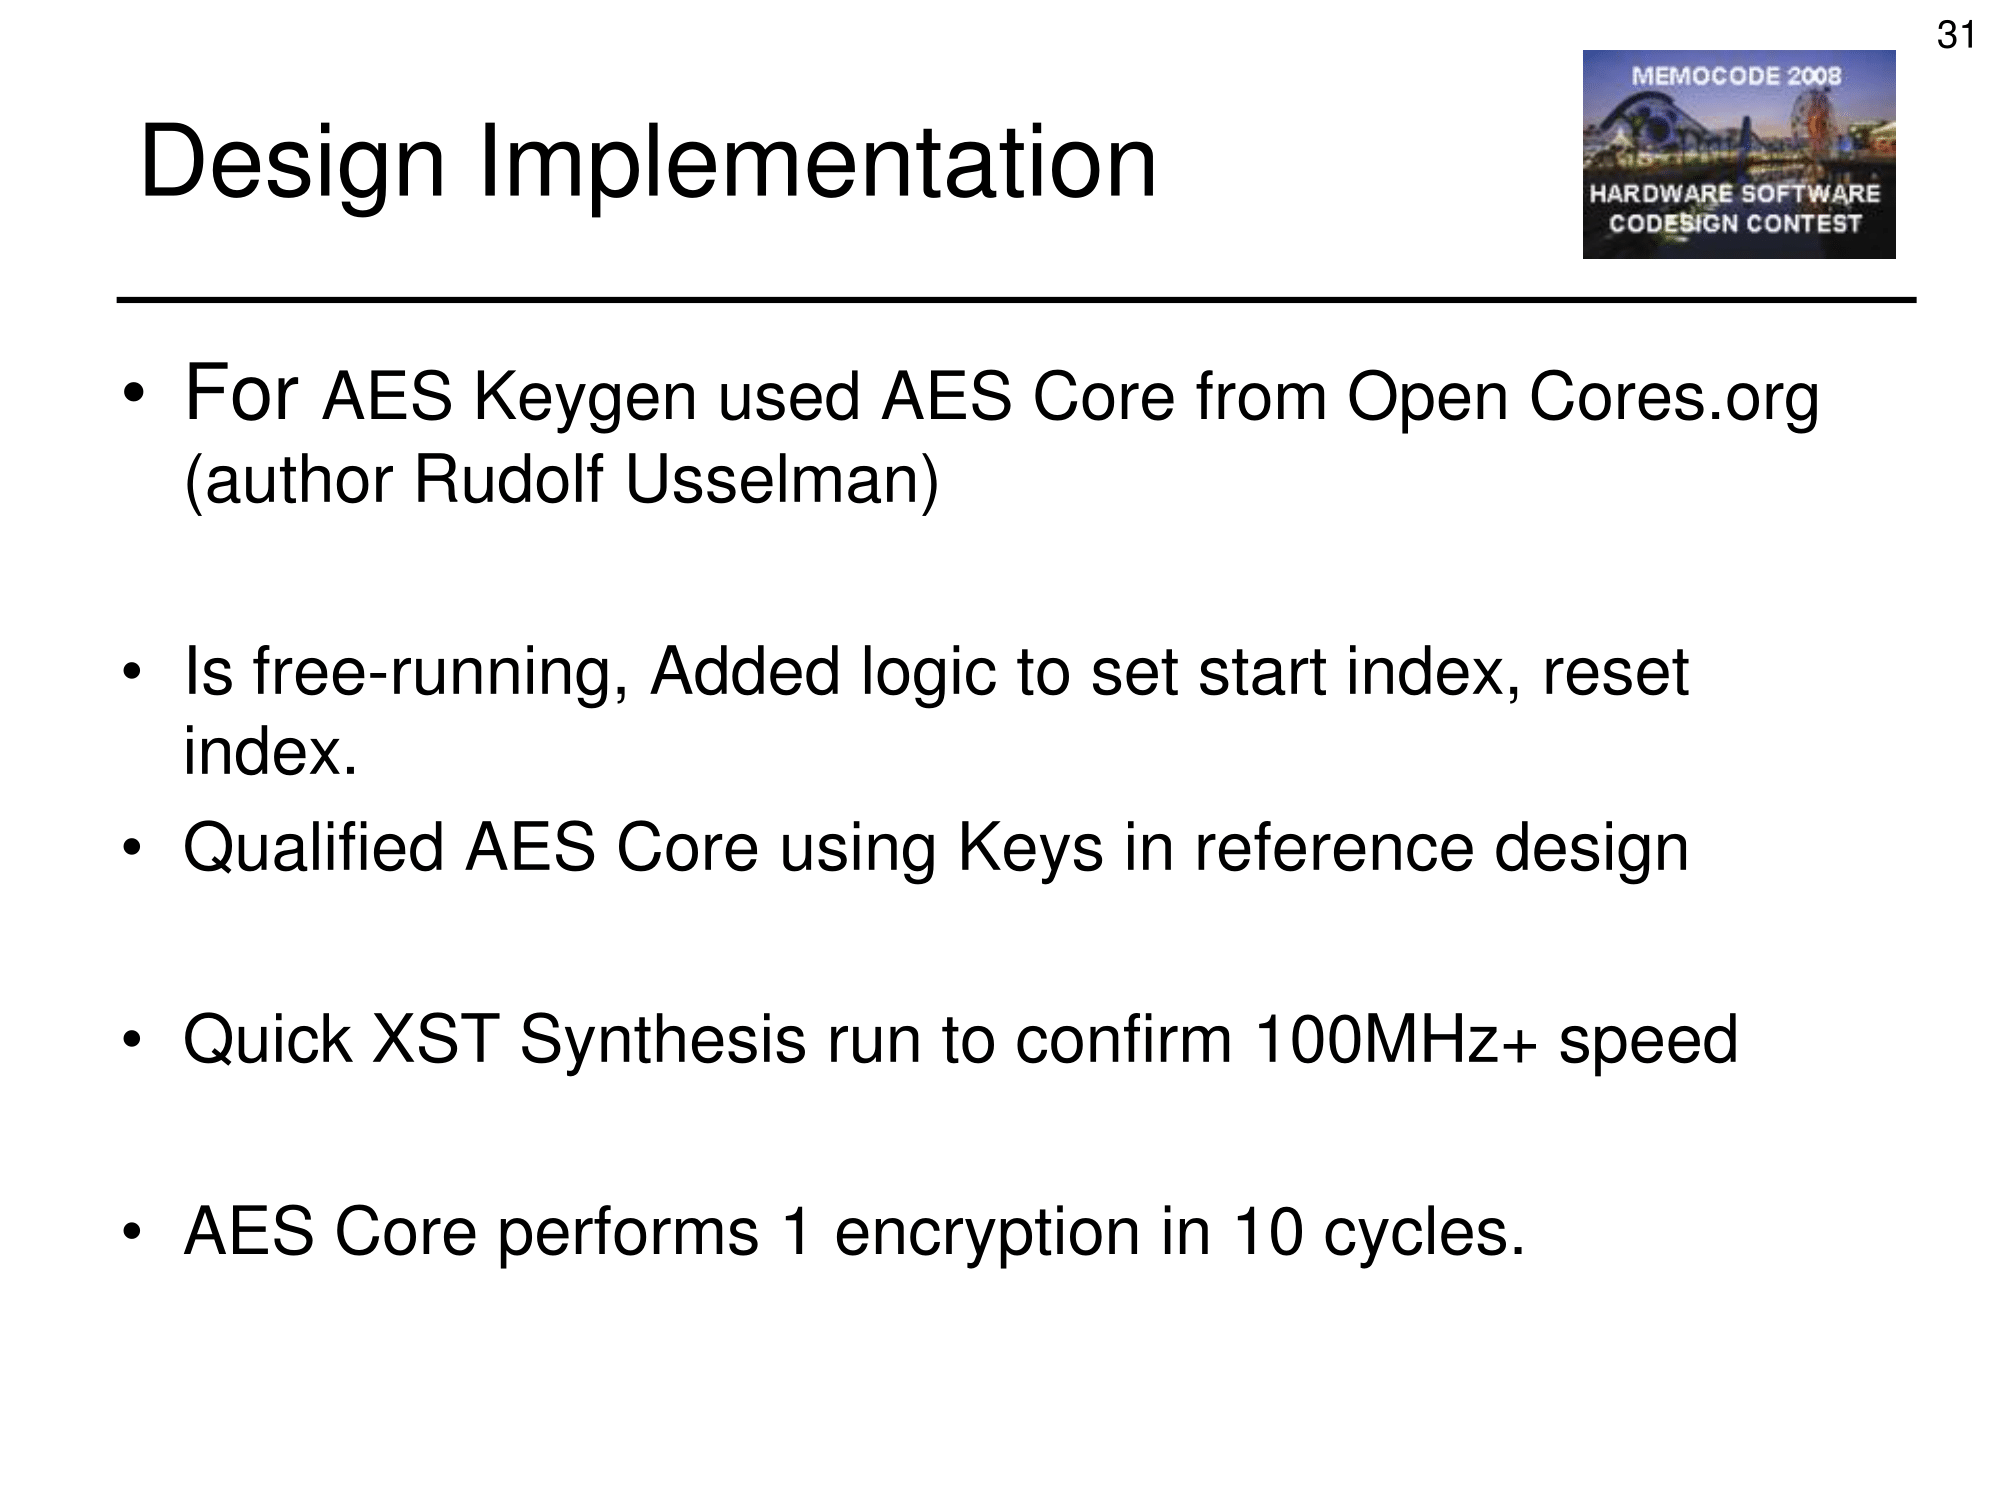 31
MEMOCODE 2008
HARDWARE SOFTWARE
CODESIGN CONTEST
Design Implementation
• For AES Keygen used AES Core from Open Cores.org
(author Rudolf Usselman)
• Is free-running, Added logic to set start index, reset
index.
• Qualified AES Core using Keys in reference design
• Quick XST Synthesis run to confirm 100MHz+ speed
• AES Core performs 1 encryption in 10 cycles.